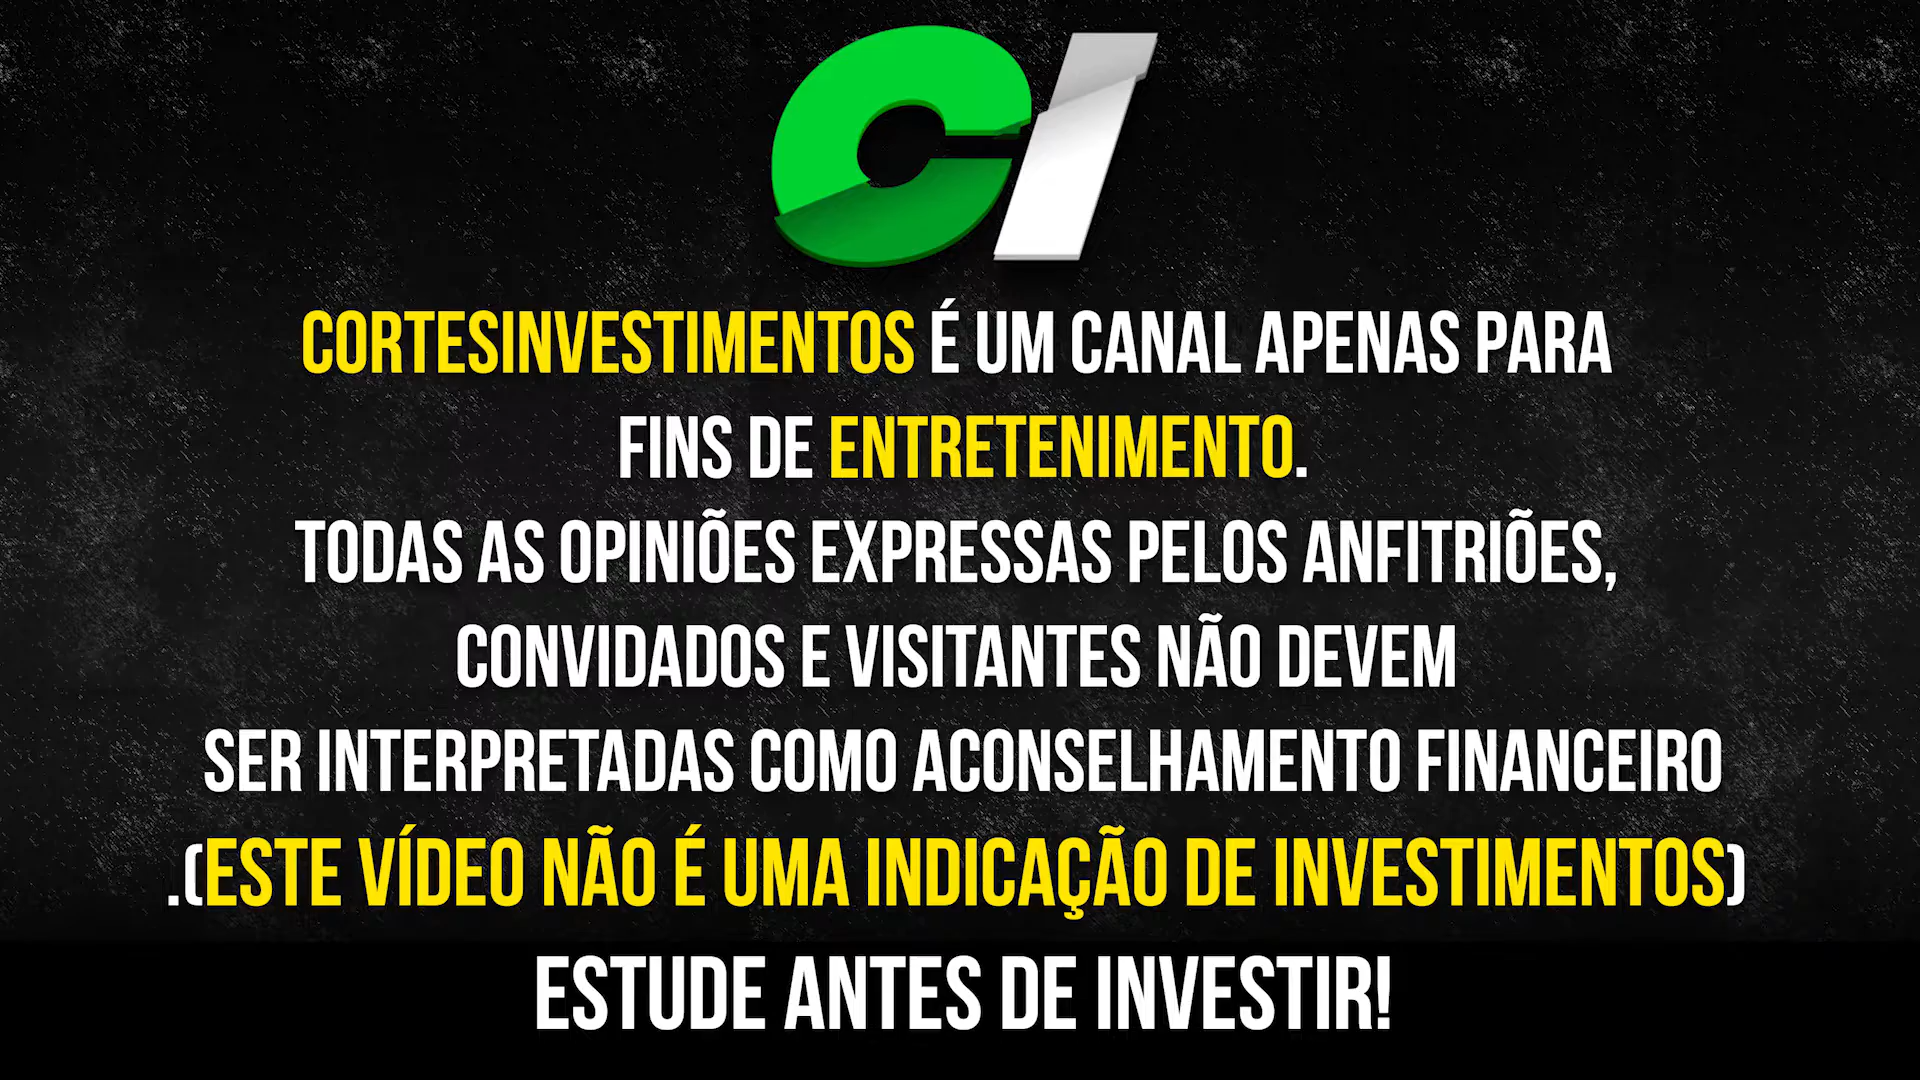 CI
CORTESINVESTIMENTOS É UM CANAL APENAS PARA
FINS DE ENTRETENIMENTO.
TODAS AS OPINIÕES EXPRESSAS PELOS ANFITRIÕES,
CONVIDADOS E VISITANTES NÃO DEVEM
SER INTERPRETADAS COMO ACONSELHAMENTO FINANCEIRO
.(ESTE VÍDEO NÃO É UMA INDICAÇÃO DE INVESTIMENTOS)
ESTUDE ANTES DE INVESTIR!